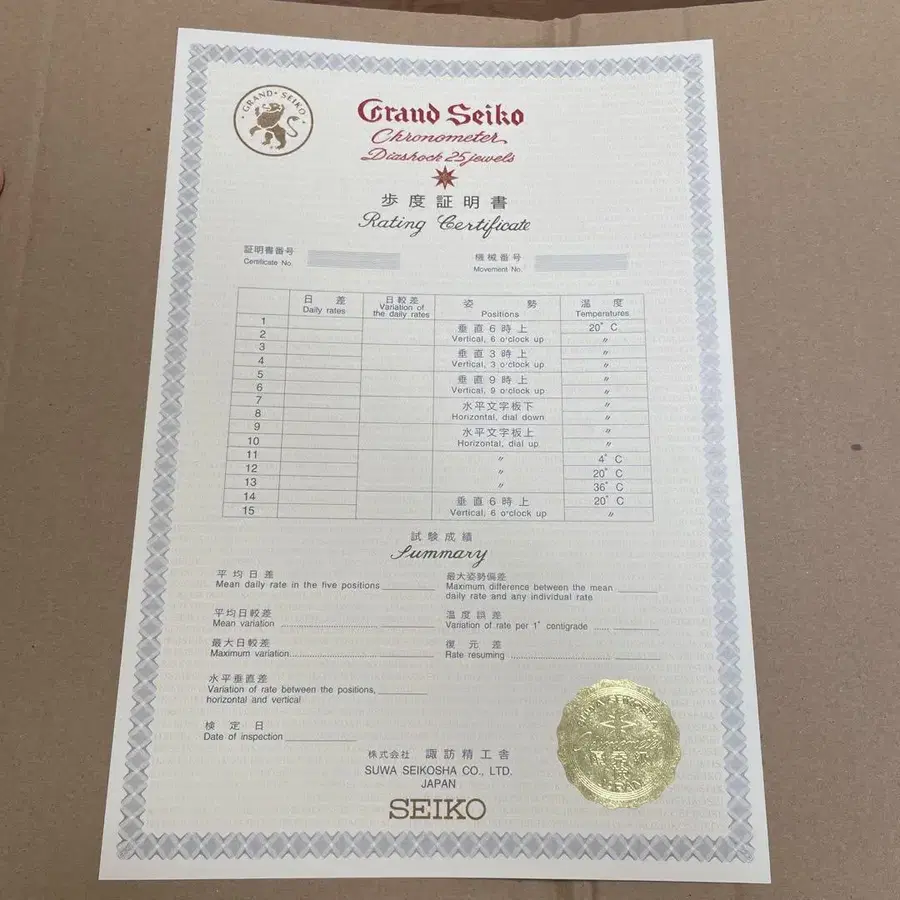 GRAND SEIKO
Grand Seiko
Chronometer
Diashock 25 jewels
歩度証明書
Rating Certificate
証明書番号
Certificate No.
機械番号
Movement No.
日 差
Daily rates
日較差
Variation of
the daily rates
姿 勢
Positions
温 度
Temperatures
1
垂直6時上
20° C
2
Vertical, 6 o'clock up
〃
3
垂直3時上
〃
4
Vertical, 3 o'clock up
〃
5
垂直9時上
〃
6
Vertical, 9 o'clock up
〃
7
水平文字板下
〃
8
Horizontal, dial down
〃
9
水平文字板上
〃
10
Horizontal, dial up
〃
11
〃
4° C
12
〃
20° C
13
〃
36° C
14
垂直6時上
20° C
15
Vertical, 6 o'clock up
〃
試験成績
Summary
平均日差
Mean daily rate in the five positions
最大姿勢偏差
Maximum difference between the mean
daily rate and any individual rate
平均日較差
Mean variation
温度誤差
Variation of rate per 1° centigrade
最大日較差
Maximum variation
復元差
Rate resuming
水平垂直差
Variation of rate between the positions,
horizontal and vertical
検定日
Date of inspection
株式会社 諏訪精工舎
SUWA SEIKOSHA CO., LTD.
JAPAN
SEIKO